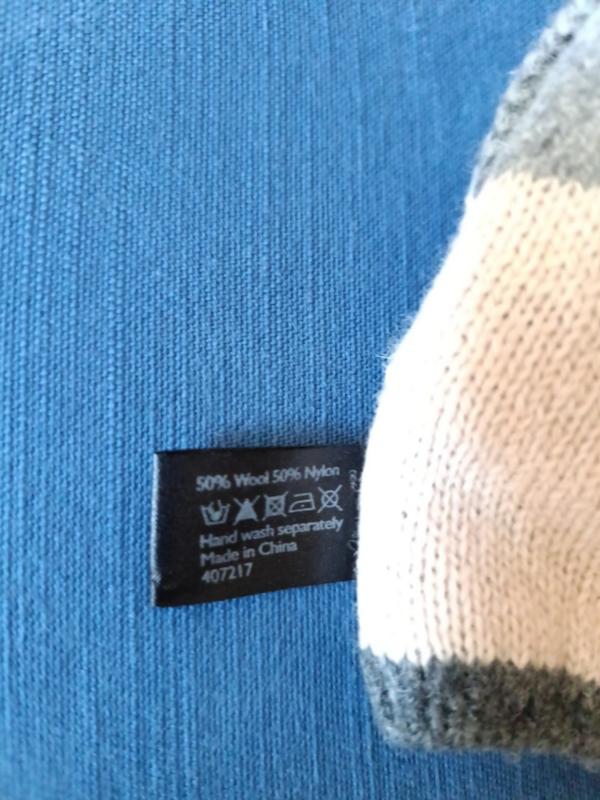 50% Wool 50% Nylon
Hand wash separately
Made in China
407217